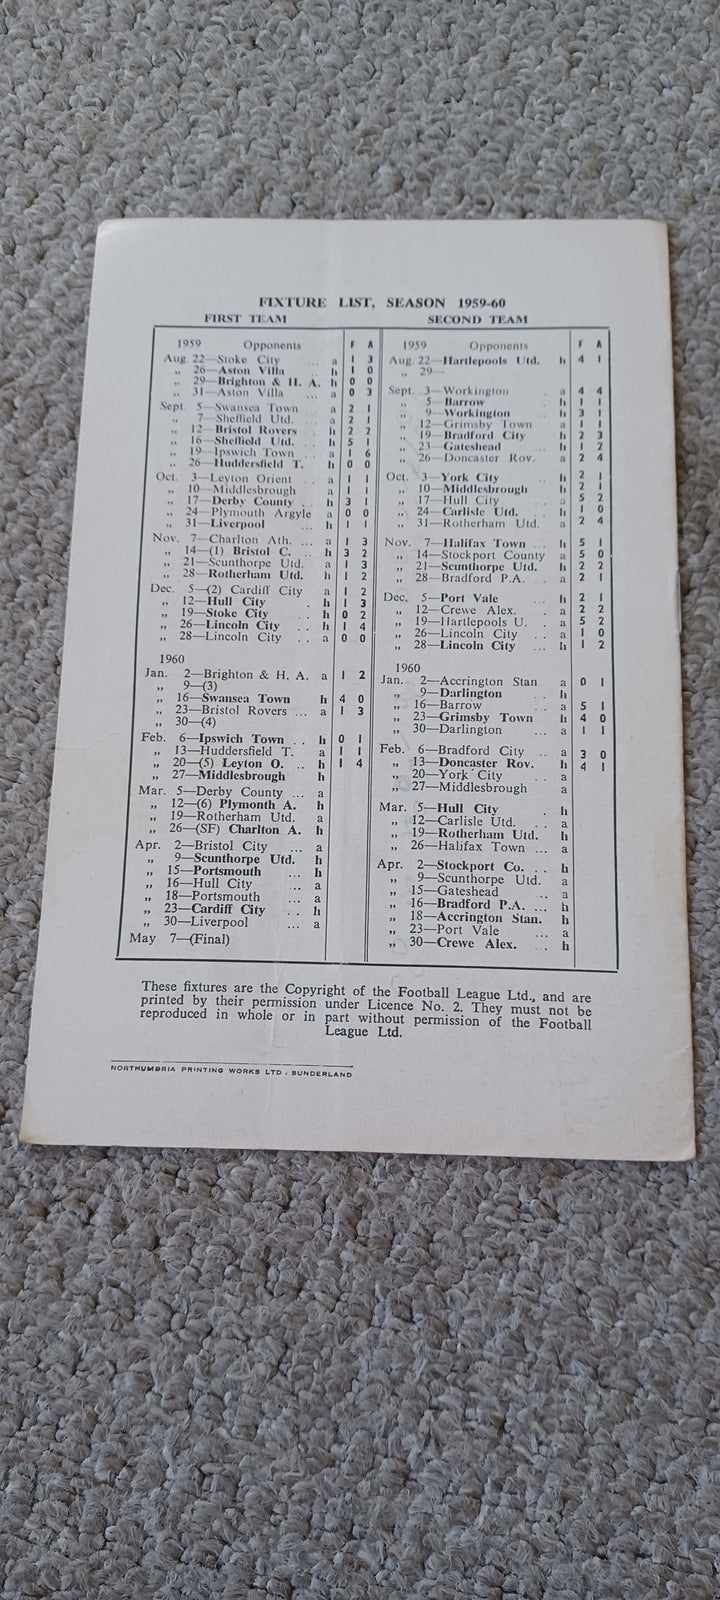 FIXTURE LIST, SEASON 1959-60
FIRST TEAM
1959 Opponents F A
Aug. 22—Stoke City ... a 1 3
„ 26—Aston Villa ... h 1 0
„ 29—Brighton & H. A. h 0 0
„ 31—Aston Villa ... a 0 3
Sept. 5—Swansea Town a 2 1
„ 7—Sheffield Utd. a 2 1
„ 12—Bristol Rovers ... h 2 2
„ 16—Sheffield Utd. . h 5 1
„ 19—Ipswich Town a 1 6
„ 26—Huddersfield T. h 0 0
Oct. 3—Leyton Orient a 1 1
„ 10—Middlesbrough a 1 1
„ 17—Derby County ... h 3 1
„ 24—Plymouth Argyle a 0 0
„ 31—Liverpool ... h 1 1
Nov. 7—Charlton Ath. ... a 1 3
„ 14—(1) Bristol C. .. h 3 2
„ 21—Scunthorpe Utd. a 1 3
„ 28—Rotherham Utd. h 1 2
Dec. 5—(2) Cardiff City a 1 2
„ 12—Hull City . h 1 3
„ 19—Stoke City ... h 0 2
„ 26—Lincoln City .. h 1 4
„ 28—Lincoln City .. a 0 0
1960
Jan. 2—Brighton & H. A. a 1 2
„ 9—(3)
„ 16—Swansea Town h 4 0
„ 23—Bristol Rovers ... a 1 3
„ 30—(4)
Feb. 6—Ipswich Town .. h 0 1
„ 13—Huddersfield T. a 1 1
„ 20—(5) Leyton O. .. h 1 4
„ 27—Middlesbrough h
Mar. 5—Derby County ... a
„ 12—(6) Plymonth A. h
„ 19—Rotherham Utd. a
„ 26—(SF) Charlton A. h
Apr. 2—Bristol City ... a
„ 9—Scunthorpe Utd. h
„ 15—Portsmouth ... h
„ 16—Hull City ... a
„ 18—Portsmouth ... a
„ 23—Cardiff City .. h
„ 30—Liverpool ... a
May 7—(Final)
SECOND TEAM
1959 Opponents F A
Aug. 22—Hartlepools Utd. h 4 1
„ 29—
Sept. 3—Workington ... a 4 4
„ 5—Barrow ... h 1 1
„ 9—Workington ... h 3 1
„ 12—Grimsby Town a 1 1
„ 19—Bradford City ... h 2 3
„ 23—Gateshead ... h 1 2
„ 26—Doncaster Rov. a 2 4
Oct. 3—York City ... h 2 1
„ 10—Middlesbrough h 2 1
„ 17—Hull City ... a 5 2
„ 24—Carlisle Utd. . h 1 0
„ 31—Rotherham Utd. a 2 4
Nov. 7—Halifax Town ... h 5 1
„ 14—Stockport County a 5 0
„ 21—Scunthorpe Utd. h 2 2
„ 28—Bradford P.A. ... a 2 1
Dec. 5—Port Vale ... h 2 1
„ 12—Crewe Alex. .. a 2 2
„ 19—Hartlepools U. a 5 2
„ 26—Lincoln City .. a 1 0
„ 28—Lincoln City ... h 1 2
1960
Jan. 2—Accrington Stan a 0 1
„ 9—Darlington ... h
„ 16—Barrow ... a 5 1
„ 23—Grimsby Town h 4 0
„ 30—Darlington ... a 1 1
Feb. 6—Bradford City .. a 3 0
„ 13—Doncaster Rov. h 4 1
„ 20—York City .. a
„ 27—Middlesbrough a
Mar. 5—Hull City . h
„ 12—Carlisle Utd. .. a
„ 19—Rotherham Utd. h
„ 26—Halifax Town ... a
Apr. 2—Stockport Co. .. h
„ 9—Scunthorpe Utd. a
„ 15—Gateshead .. a
„ 16—Bradford P.A. ... h
„ 18—Accrington Stan. h
„ 23—Port Vale ... a
„ 30—Crewe Alex. ... h
These fixtures are the Copyright of the Football League Ltd., and are
printed by their permission under Licence No. 2. They must not be
reproduced in whole or in part without permission of the Football
League Ltd.
NORTHUMBRIA PRINTING WORKS LTD . SUNDERLAND